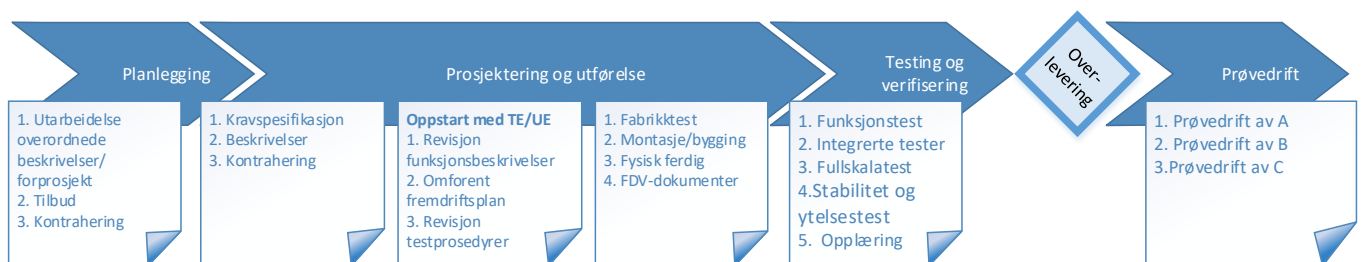 Planlegging
Prosjektering og utførelse
Testing og
verifisering
Over-
levering
Prøvedrift
1. Utarbeidelse
overordnede
beskrivelser/
forprosjekt
2. Tilbud
3. Kontrahering
1. Kravspesifikasjon
2. Beskrivelser
3. Kontrahering
Oppstart med TE/UE
1. Revisjon
funksjonsbeskrivelser
2. Omforent
fremdriftsplan
3. Revisjon
testprosedyrer
1. Fabrikktest
2. Montasje/bygging
3. Fysisk ferdig
4. FDV-dokumenter
1. Funksjonstest
2. Integrerte tester
3. Fullskalatest
4.Stabilitet og
ytelsestest
5. Opplæring
1. Prøvedrift av A
2. Prøvedrift av B
3.Prøvedrift av C